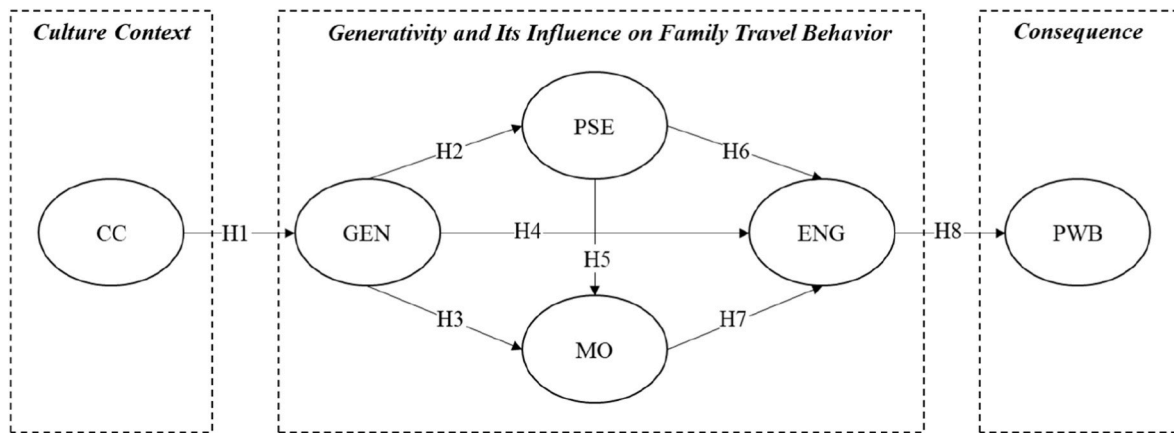 Culture Context
Generativity and Its Influence on Family Travel Behavior
Consequence
PSE
H2
H6
CC
H1
GEN
H4
ENG
H8
PWB
H5
H3
H7
MO